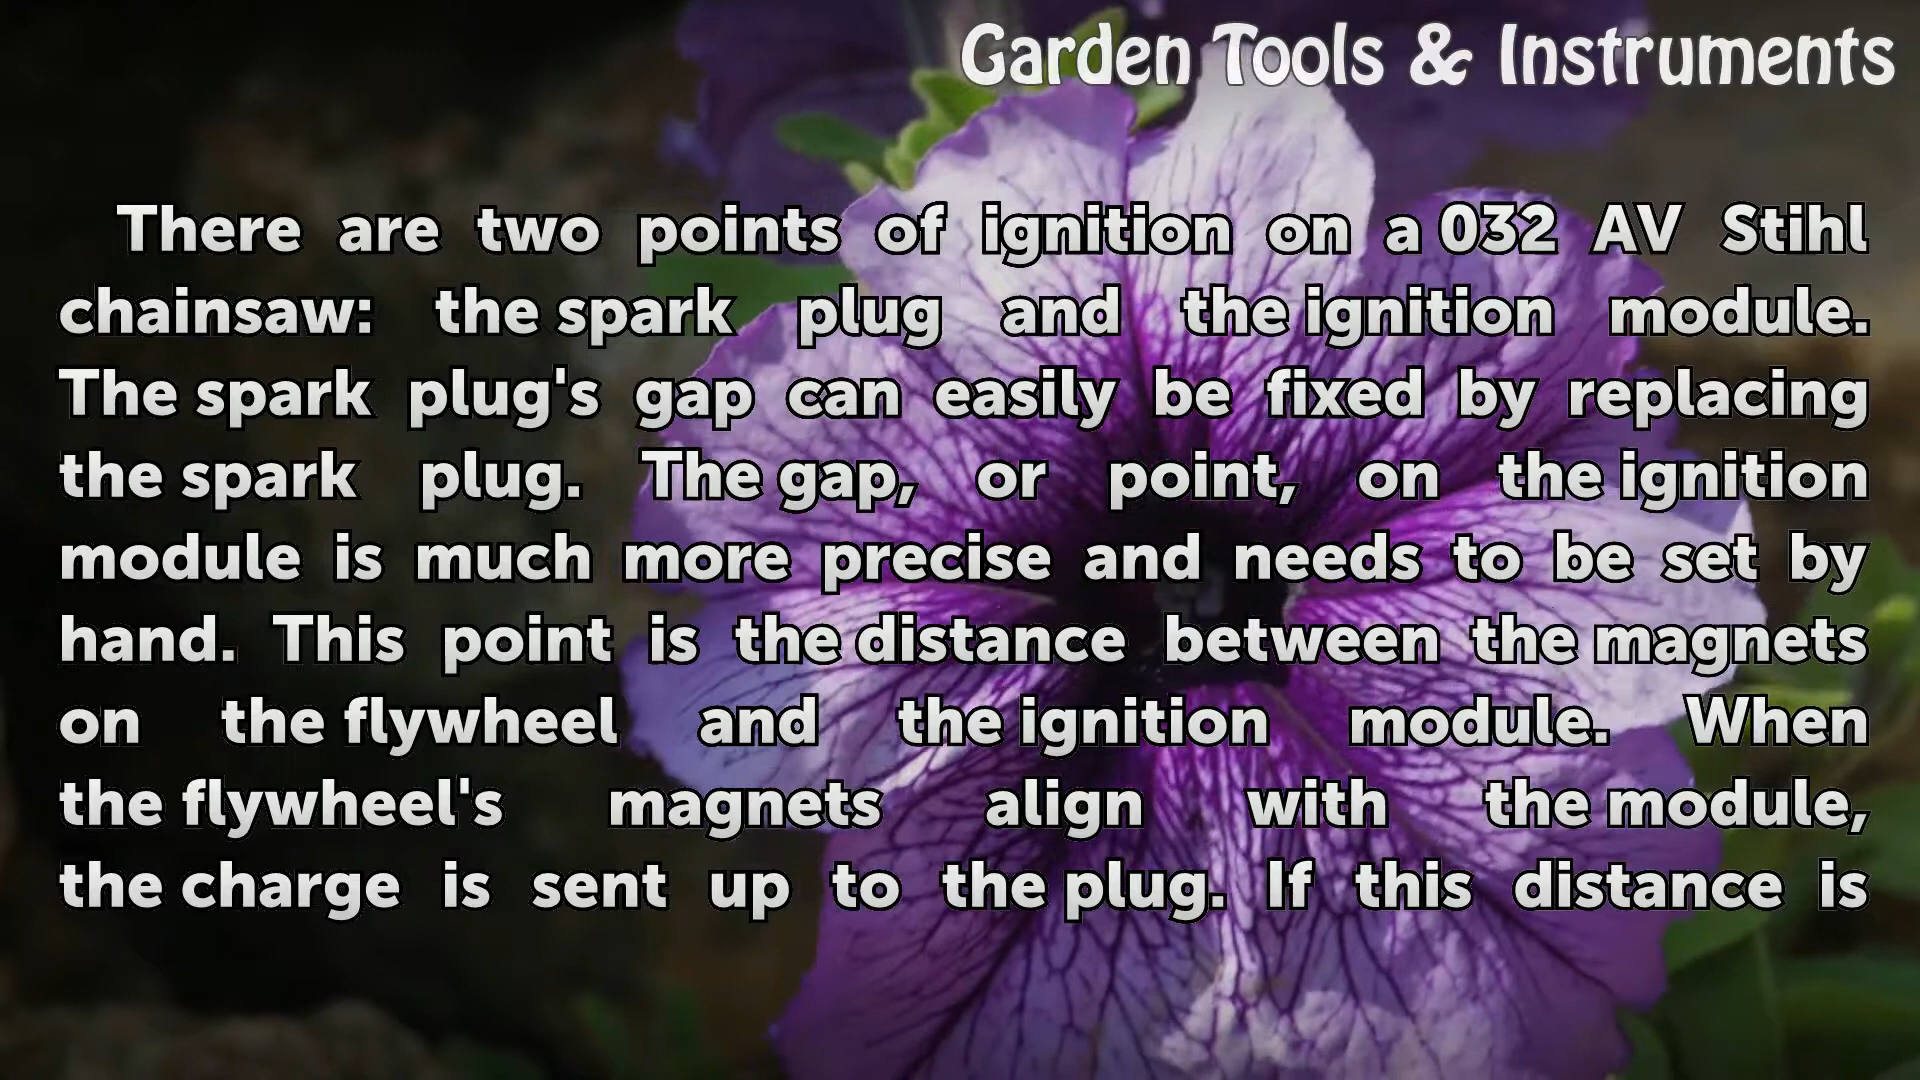 Garden Tools & Instruments
There are two points of ignition on a 032 AV Stihl
chainsaw: the spark plug and the ignition module.
The spark plug's gap can easily be fixed by replacing
the spark plug. The gap, or point, on the ignition
module is much more precise and needs to be set by
hand. This point is the distance between the magnets
on the flywheel and the ignition module. When
the flywheel's magnets align with the module,
the charge is sent up to the plug. If this distance is